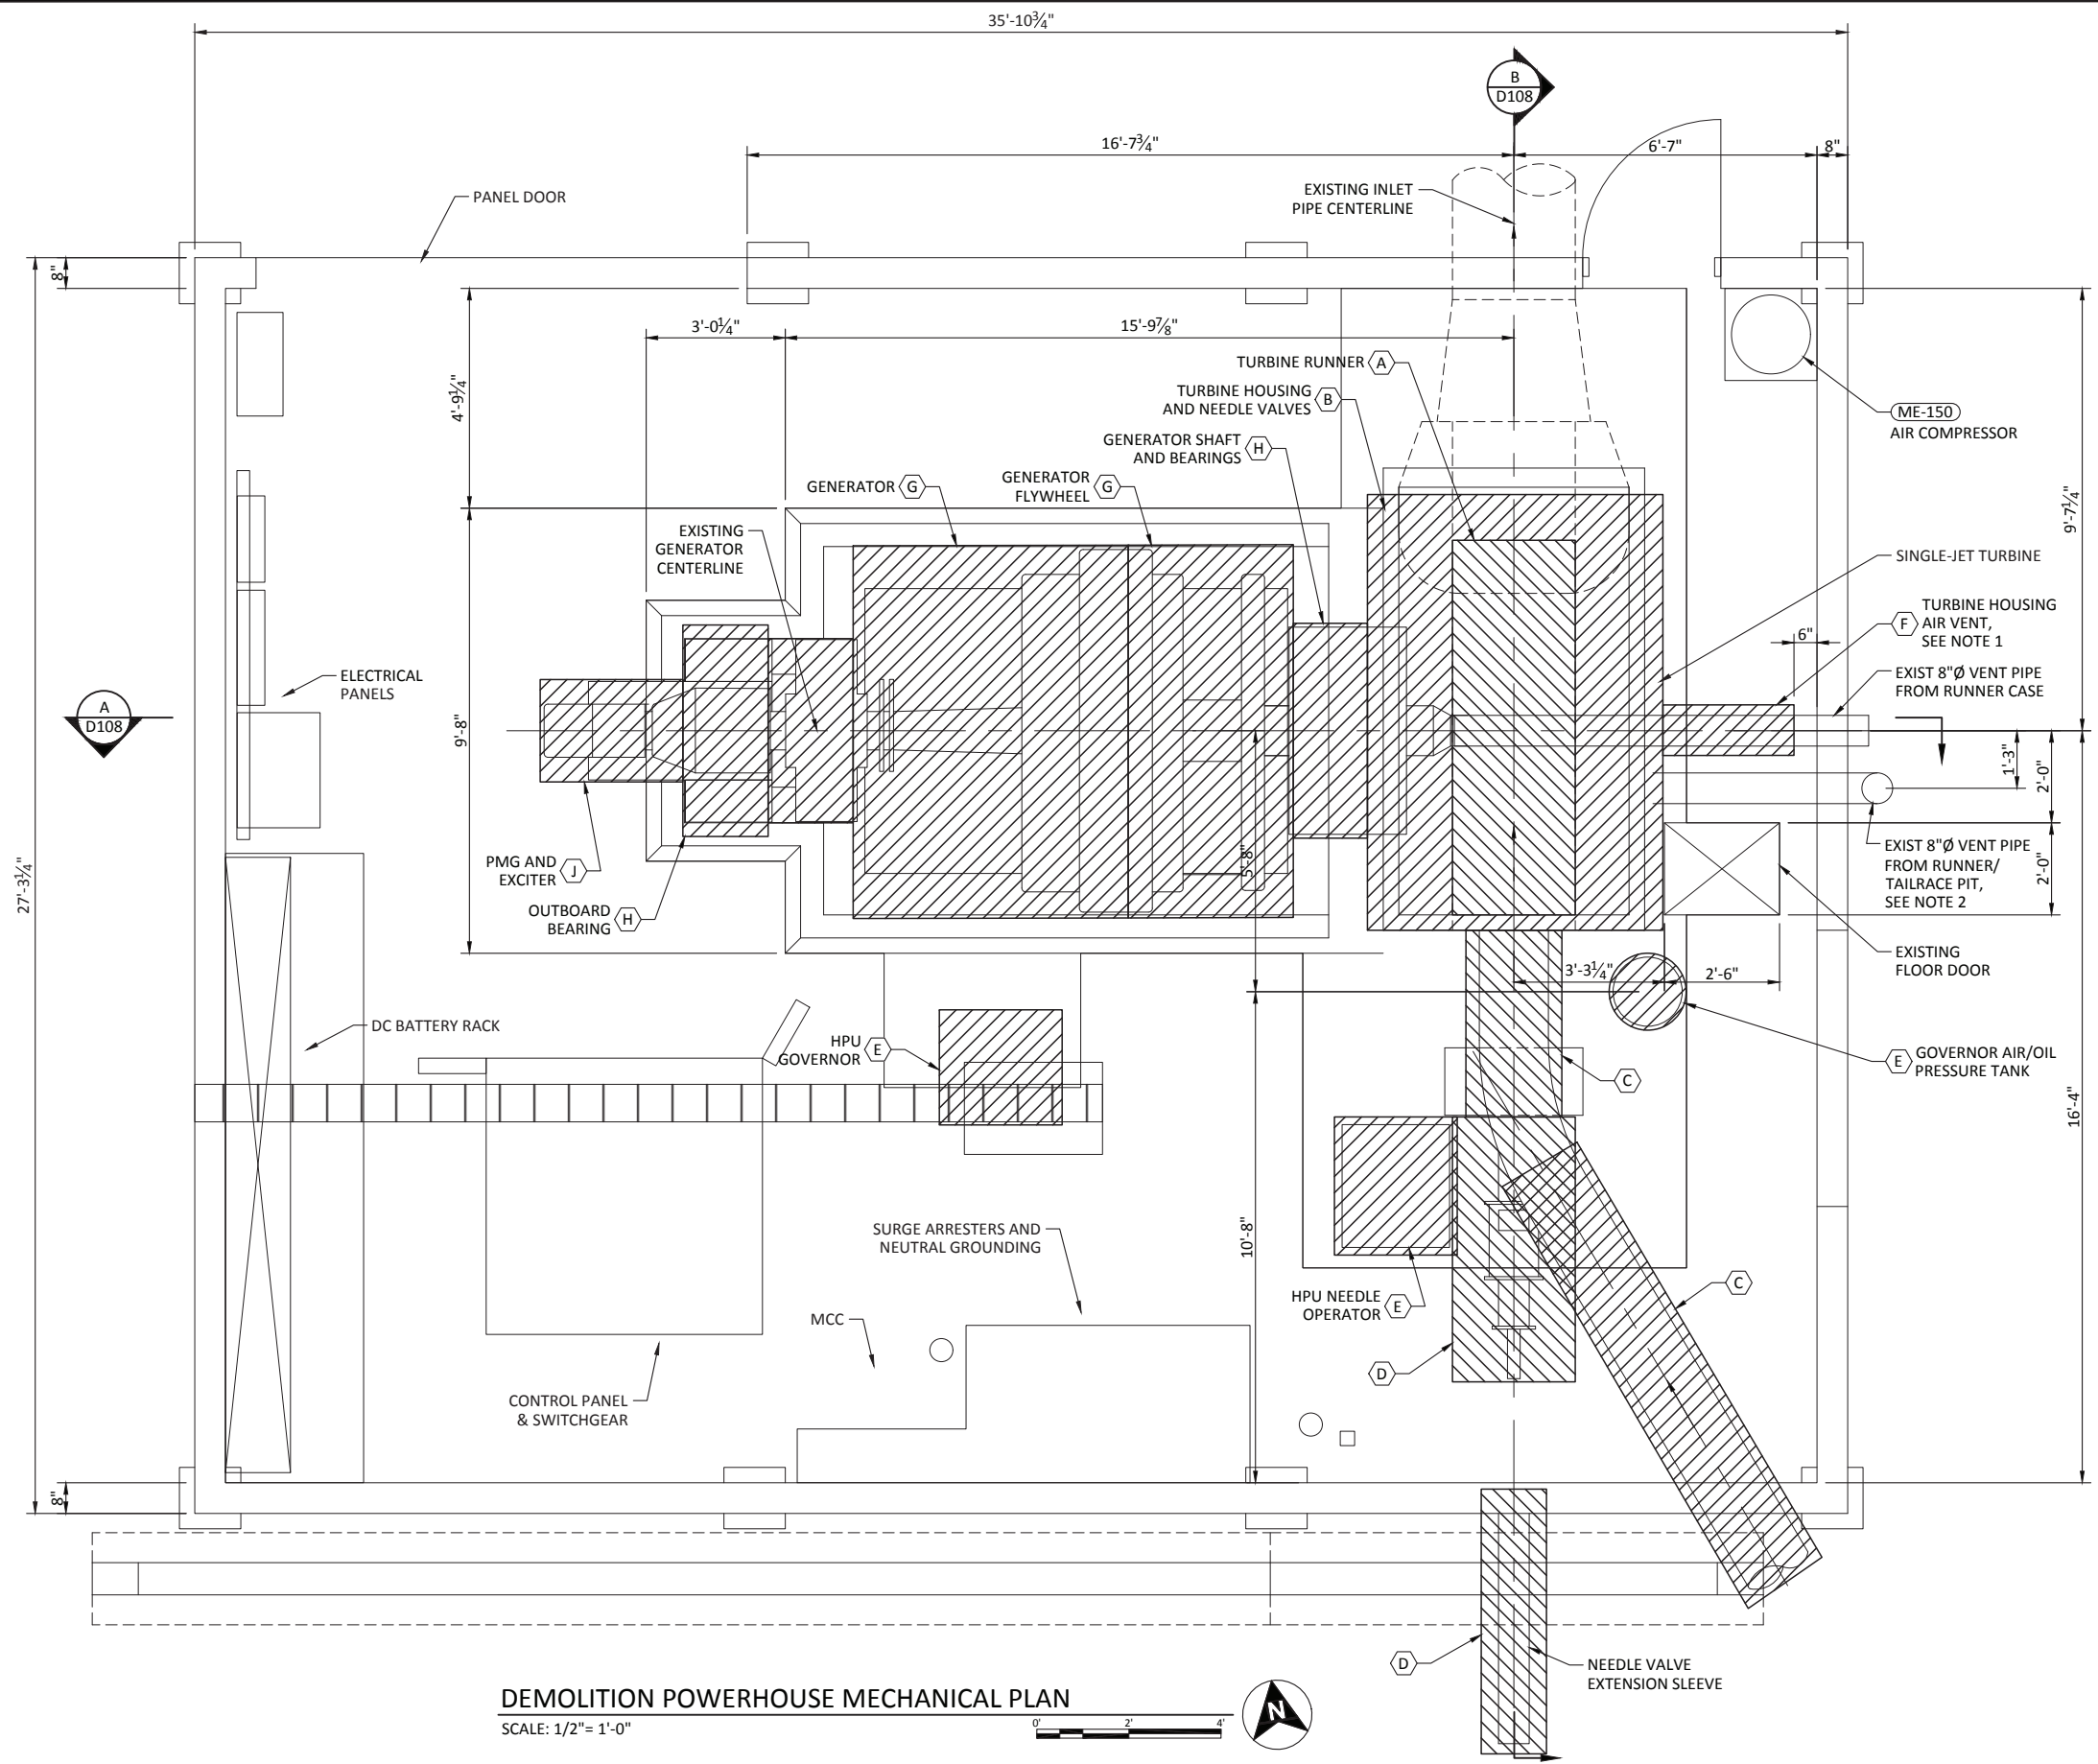 35'-10¾"
B
D108
16'-7¾"
6'-7"
8"
EXISTING INLET
PIPE CENTERLINE
PANEL DOOR
8"
3'-0¼"
15'-9⅞"
4'-9¼"
9'-7¼"
TURBINE RUNNER A
TURBINE HOUSING
AND NEEDLE VALVES B
GENERATOR SHAFT
AND BEARINGS H
ME-150
AIR COMPRESSOR
GENERATOR G
GENERATOR
FLYWHEEL G
EXISTING
GENERATOR
CENTERLINE
SINGLE-JET TURBINE
F TURBINE HOUSING
AIR VENT,
SEE NOTE 1
6"
EXIST 8"Ø VENT PIPE
FROM RUNNER CASE
ELECTRICAL
PANELS
A
D108
9'-8"
1'-3"
2'-0"
2'-0"
EXIST 8"Ø VENT PIPE
FROM RUNNER/
TAILRACE PIT,
SEE NOTE 2
5'-8"
PMG AND
EXCITER J
OUTBOARD
BEARING H
27'-3¼"
EXISTING
FLOOR DOOR
3'-3¼"
2'-6"
DC BATTERY RACK
HPU
GOVERNOR E
E GOVERNOR AIR/OIL
PRESSURE TANK
C
16'-4"
10'-8"
SURGE ARRESTERS AND
NEUTRAL GROUNDING
HPU NEEDLE
OPERATOR E
C
MCC
D
CONTROL PANEL
& SWITCHGEAR
8"
D
NEEDLE VALVE
EXTENSION SLEEVE
DEMOLITION POWERHOUSE MECHANICAL PLAN
SCALE: 1/2"= 1'-0"
0' 2' 4'
N